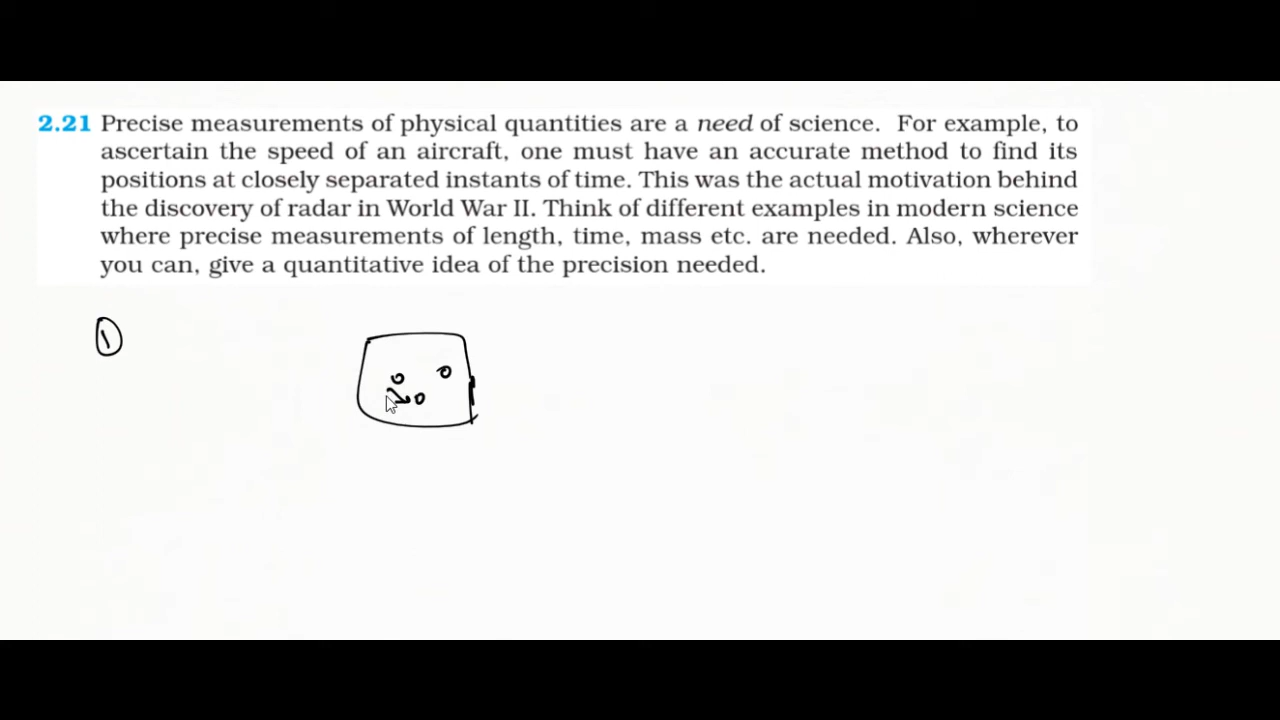 2.21 Precise measurements of physical quantities are a need of science. For example, to
ascertain the speed of an aircraft, one must have an accurate method to find its
positions at closely separated instants of time. This was the actual motivation behind
the discovery of radar in World War II. Think of different examples in modern science
where precise measurements of length, time, mass etc. are needed. Also, wherever
you can, give a quantitative idea of the precision needed.
①